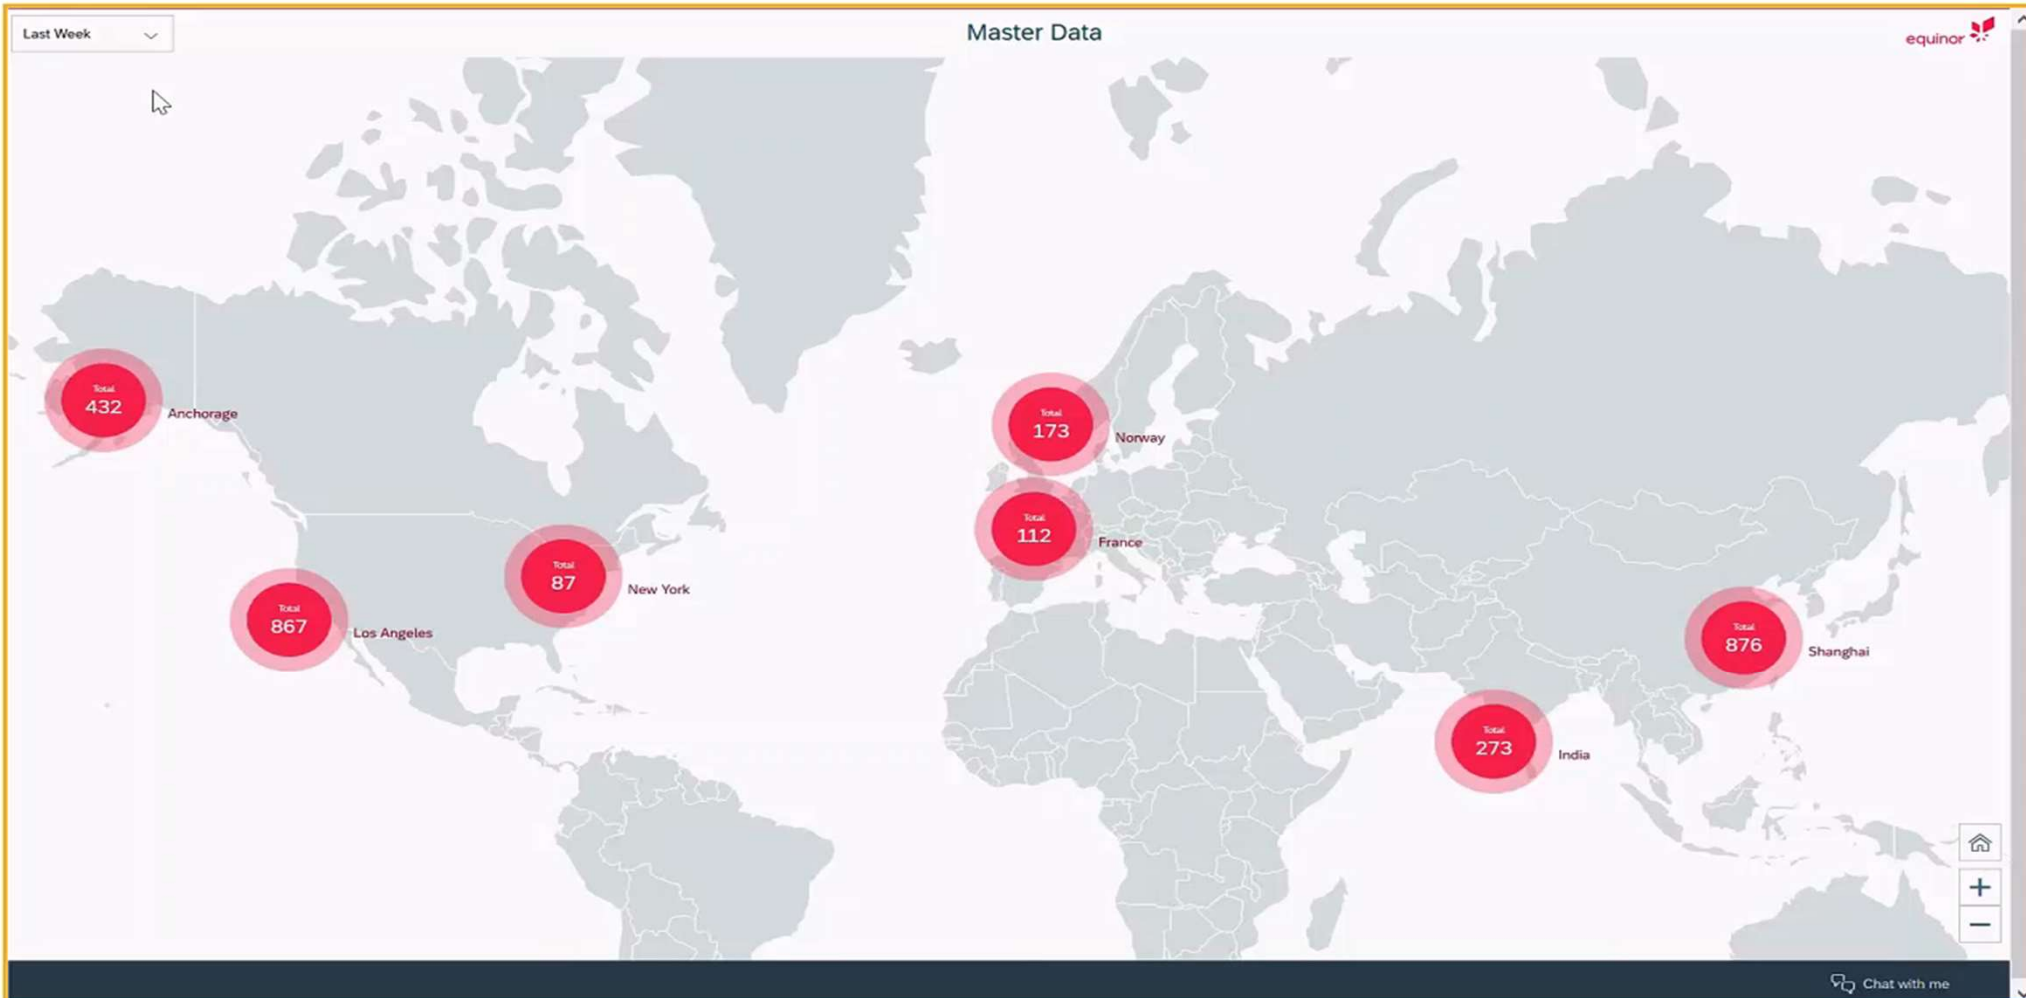 Last Week
Master Data
equinor
Total
432
Anchorage
Total
173
Norway
Total
112
France
Total
87
New York
Total
867
Los Angeles
Total
876
Shanghai
Total
273
India
Chat with me